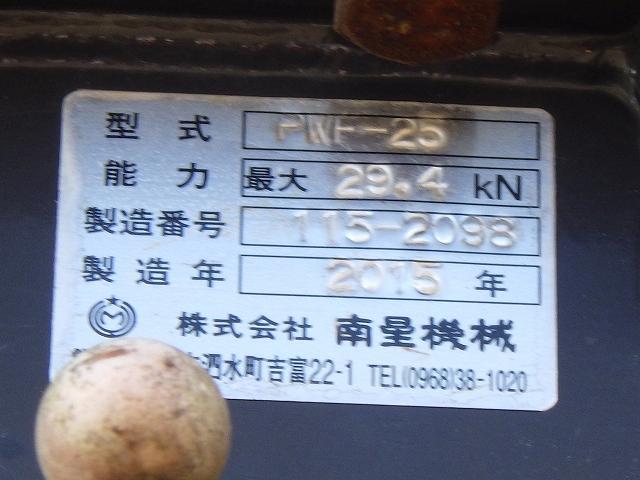 型式 PWF-25
能力 最大 29.4 kN
製造番号 115-2098
製造年 2015 年
株式会社 南星機械
泗水町吉富22-1 TEL(0968)38-1020